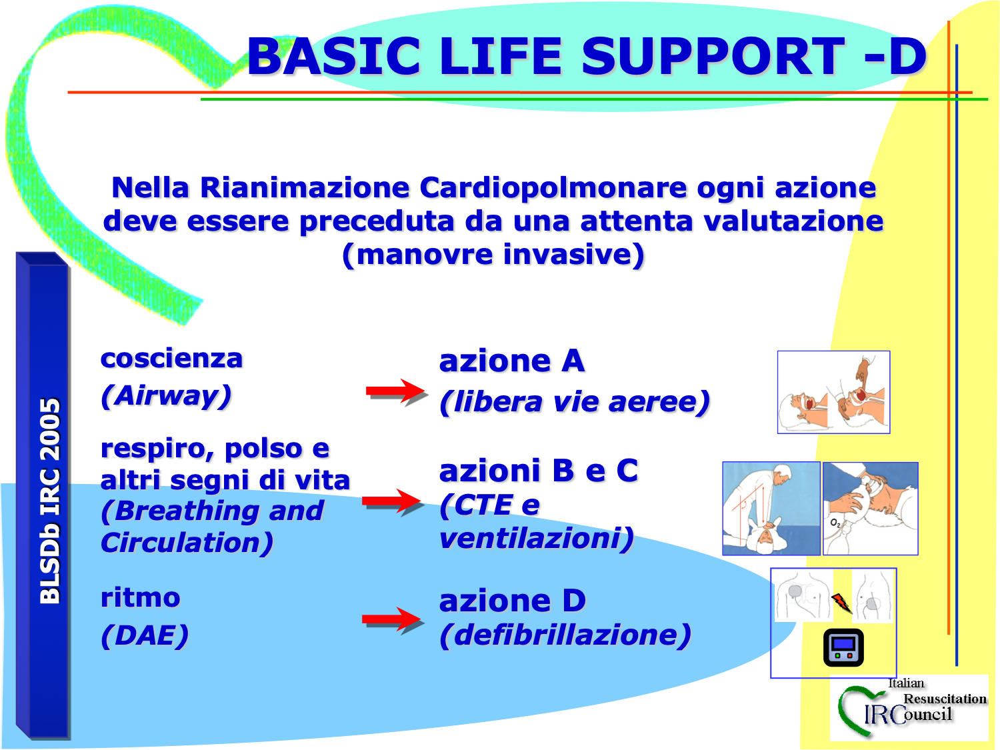 BASIC LIFE SUPPORT -D
Nella Rianimazione Cardiopolmonare ogni azione
deve essere preceduta da una attenta valutazione
(manovre invasive)
coscienza
(Airway)
azione A
(libera vie aeree)
respiro, polso e
altri segni di vita
(Breathing and
Circulation)
azioni B e C
(CTE e
ventilazioni)
O2
ritmo
(DAE)
azione D
(defibrillazione)
BLSDb IRC 2005
Italian
Resuscitation
IRCouncil